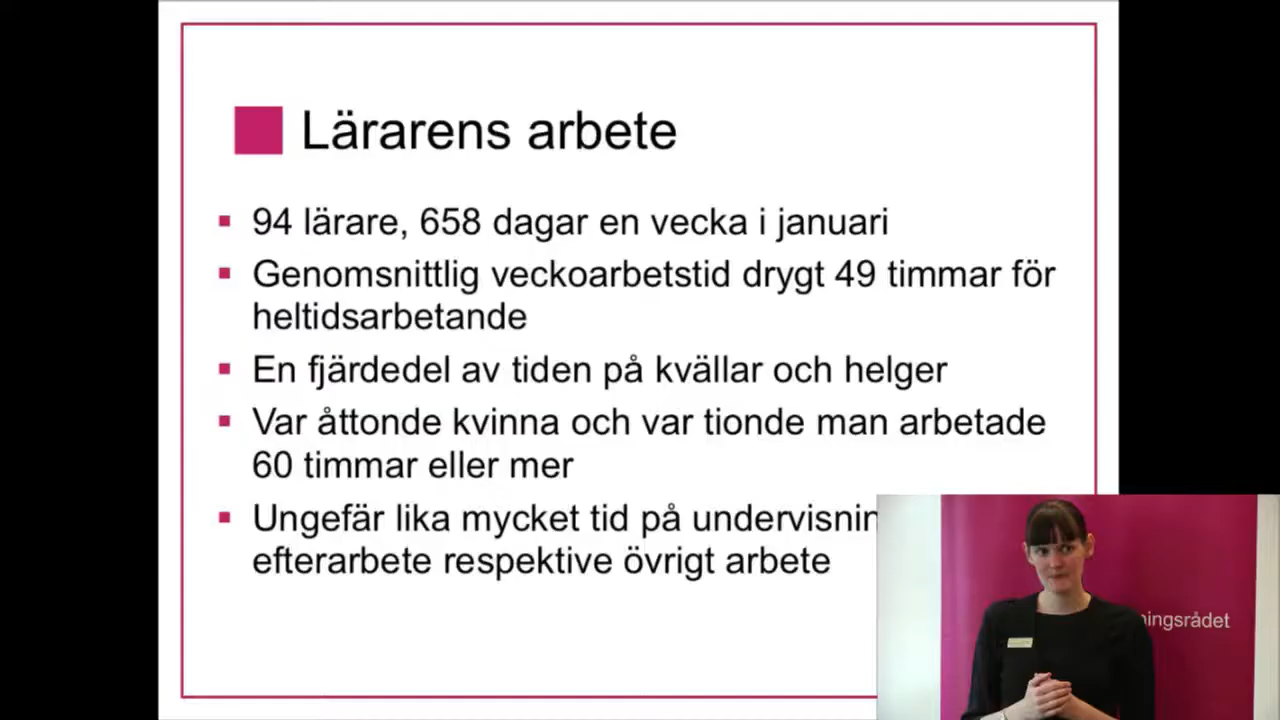 Lärarens arbete
94 lärare, 658 dagar en vecka i januari
Genomsnittlig veckoarbetstid drygt 49 timmar för
heltidsarbetande
En fjärdedel av tiden på kvällar och helger
Var åttonde kvinna och var tionde man arbetade
60 timmar eller mer
Ungefär lika mycket tid på
efterarbete respektive övrigt arbete